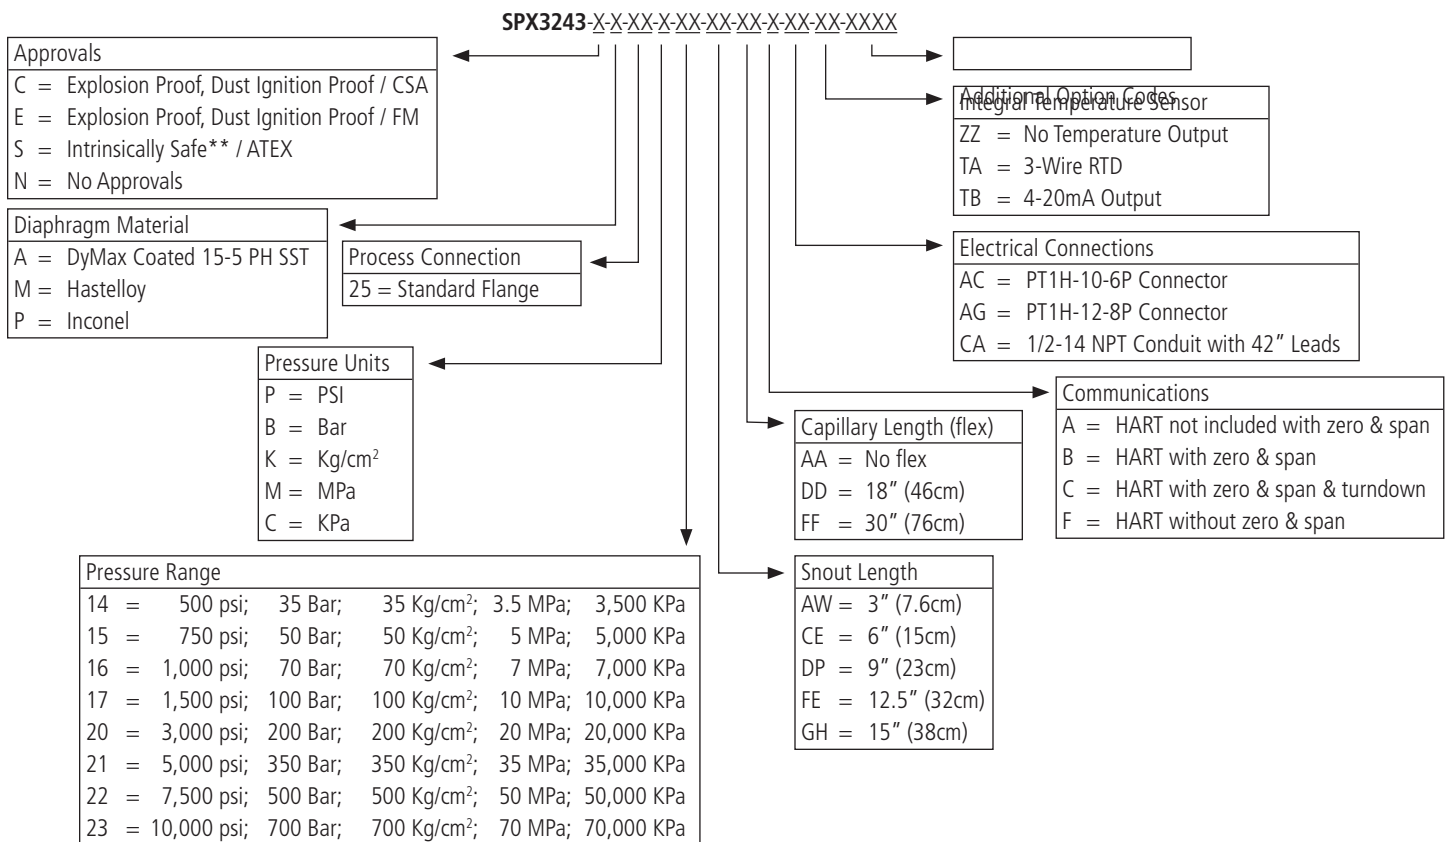 SPX3243-X-X-XX-X-XX-XX-XX-X-XX-XX-XXXX
Approvals
C = Explosion Proof, Dust Ignition Proof / CSA
E = Explosion Proof, Dust Ignition Proof / FM
S = Intrinsically Safe** / ATEX
N = No Approvals
Diaphragm Material
A = DyMax Coated 15-5 PH SST
M = Hastelloy
P = Inconel
Process Connection
25 = Standard Flange
Pressure Units
P = PSI
B = Bar
K = Kg/cm²
M = MPa
C = KPa
Pressure Range
14 = 500 psi; 35 Bar; 35 Kg/cm²; 3.5 MPa; 3,500 KPa
15 = 750 psi; 50 Bar; 50 Kg/cm²; 5 MPa; 5,000 KPa
16 = 1,000 psi; 70 Bar; 70 Kg/cm²; 7 MPa; 7,000 KPa
17 = 1,500 psi; 100 Bar; 100 Kg/cm²; 10 MPa; 10,000 KPa
20 = 3,000 psi; 200 Bar; 200 Kg/cm²; 20 MPa; 20,000 KPa
21 = 5,000 psi; 350 Bar; 350 Kg/cm²; 35 MPa; 35,000 KPa
22 = 7,500 psi; 500 Bar; 500 Kg/cm²; 50 MPa; 50,000 KPa
23 = 10,000 psi; 700 Bar; 700 Kg/cm²; 70 MPa; 70,000 KPa
Snout Length
AW = 3” (7.6cm)
CE = 6” (15cm)
DP = 9” (23cm)
FE = 12.5” (32cm)
GH = 15” (38cm)
Capillary Length (flex)
AA = No flex
DD = 18” (46cm)
FF = 30” (76cm)
Communications
A = HART not included with zero & span
B = HART with zero & span
C = HART with zero & span & turndown
F = HART without zero & span
Electrical Connections
AC = PT1H-10-6P Connector
AG = PT1H-12-8P Connector
CA = 1/2-14 NPT Conduit with 42” Leads
Additional Option Codes
Integral Temperature Sensor
ZZ = No Temperature Output
TA = 3-Wire RTD
TB = 4-20mA Output